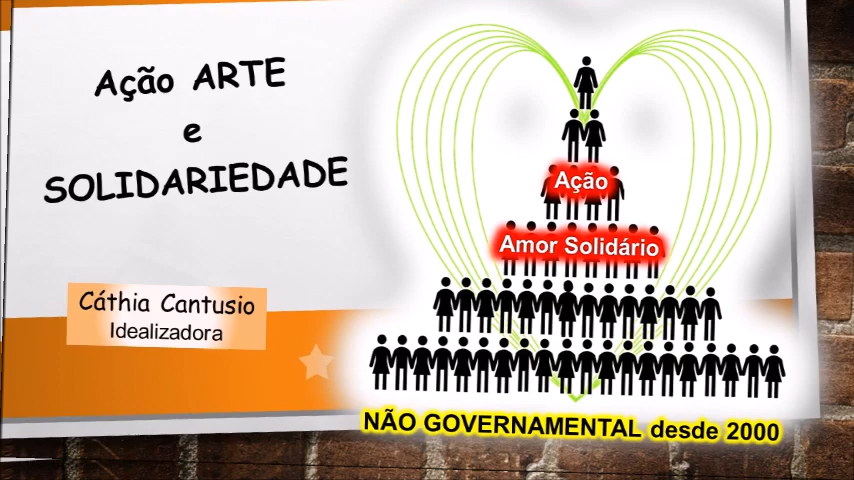 Ação ARTE
e
SOLIDARIEDADE
Cáthia Cantusio
Idealizadora
Ação
Amor Solidário
NÃO GOVERNAMENTAL desde 2000